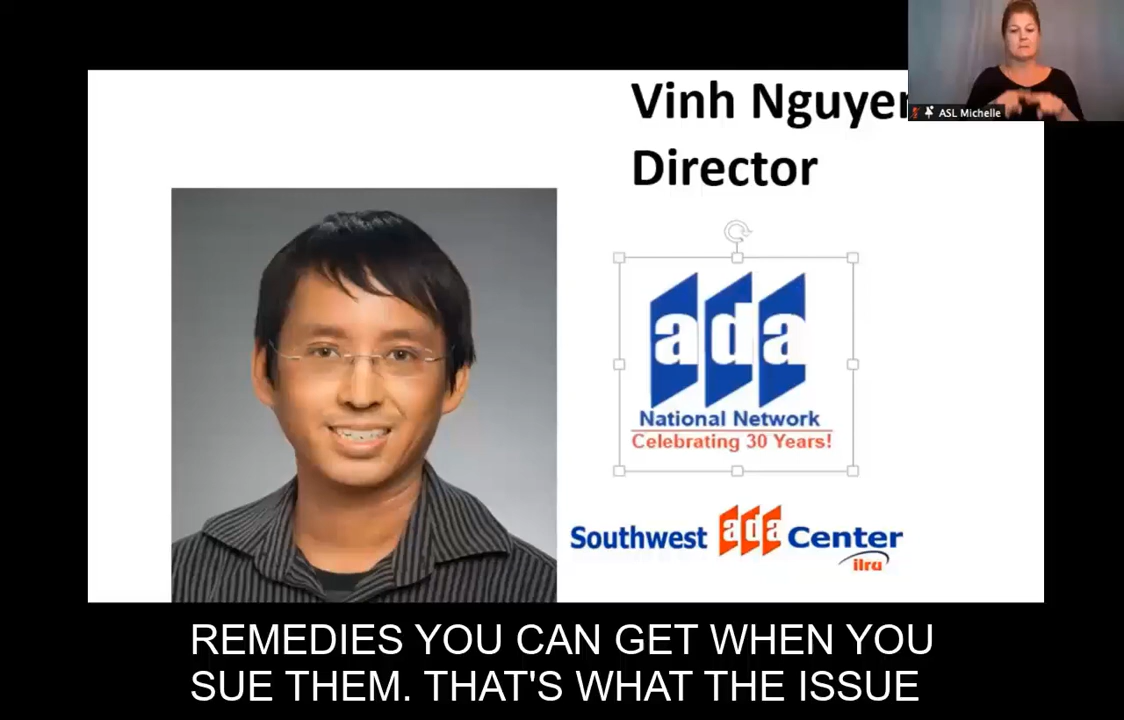 Vinh Nguyen
Director
ASL Michelle
ada
National Network
Celebrating 30 Years!
Southwest ada Center
ilru
REMEDIES YOU CAN GET WHEN YOU
SUE THEM. THAT'S WHAT THE ISSUE